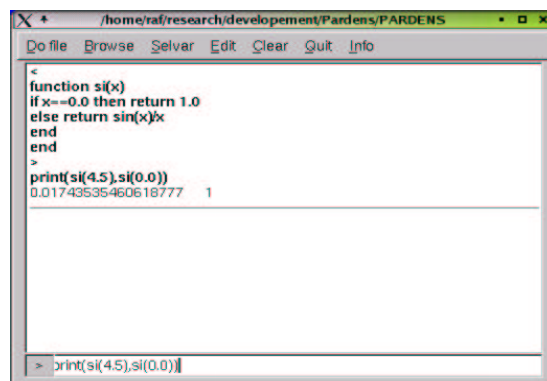 /home/raf/research/developement/Pardens/PARDENS
Do file Browse Selvar Edit Clear Quit Info
<
function si(x)
if x==0.0 then return 1.0
else return sin(x)/x
end
end
>
print(si(4.5),si(0.0))
0.01743535460618777 1
> print(si(4.5),si(0.0))